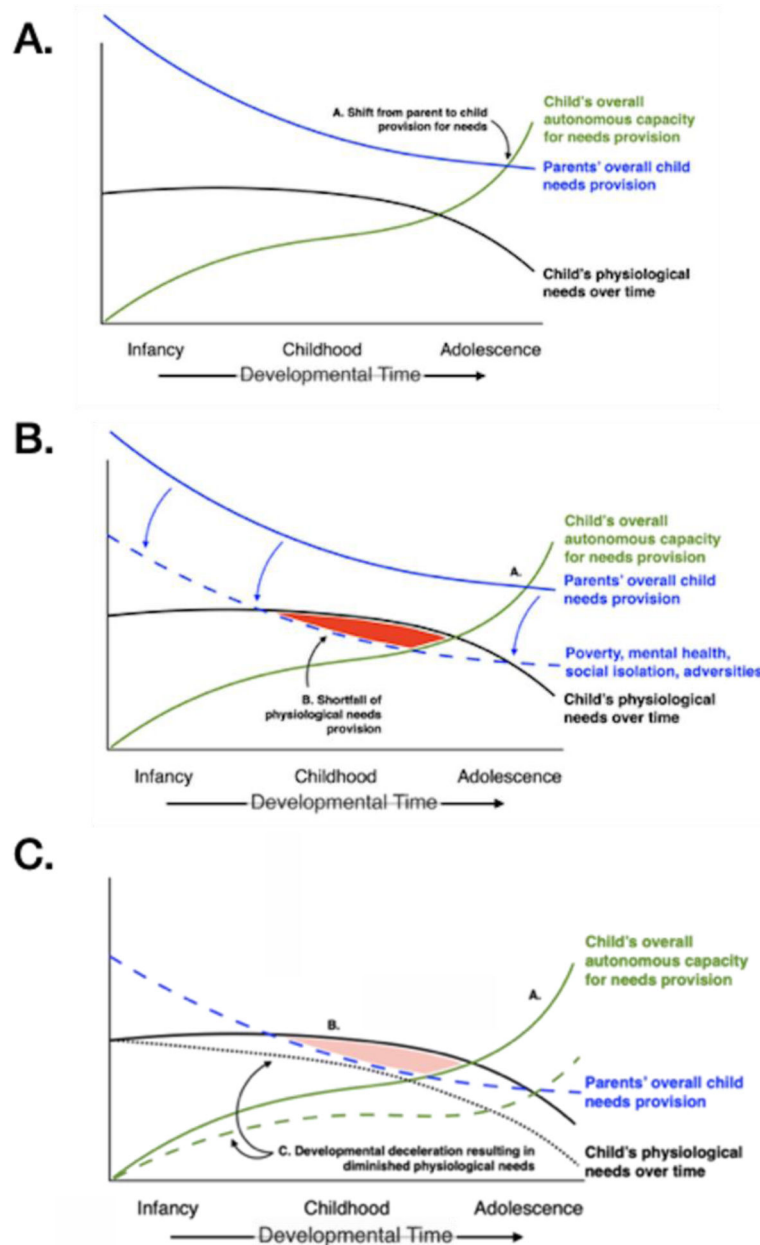 A.
A. Shift from parent to child
provision for needs
Child's overall
autonomous capacity
for needs provision
Parents' overall child
needs provision
Child's physiological
needs over time
Infancy
Childhood
Adolescence
Developmental Time
B.
Child's overall
autonomous capacity
for needs provision
A.
Parents' overall child
needs provision
Poverty, mental health,
social isolation, adversities
Child's physiological
needs over time
B. Shortfall of
physiological needs
provision
Infancy
Childhood
Adolescence
Developmental Time
C.
Child's overall
autonomous capacity
for needs provision
A.
B.
Parents' overall child
needs provision
C. Developmental deceleration resulting in
diminished physiological needs
Child's physiological
needs over time
Infancy
Childhood
Adolescence
Developmental Time